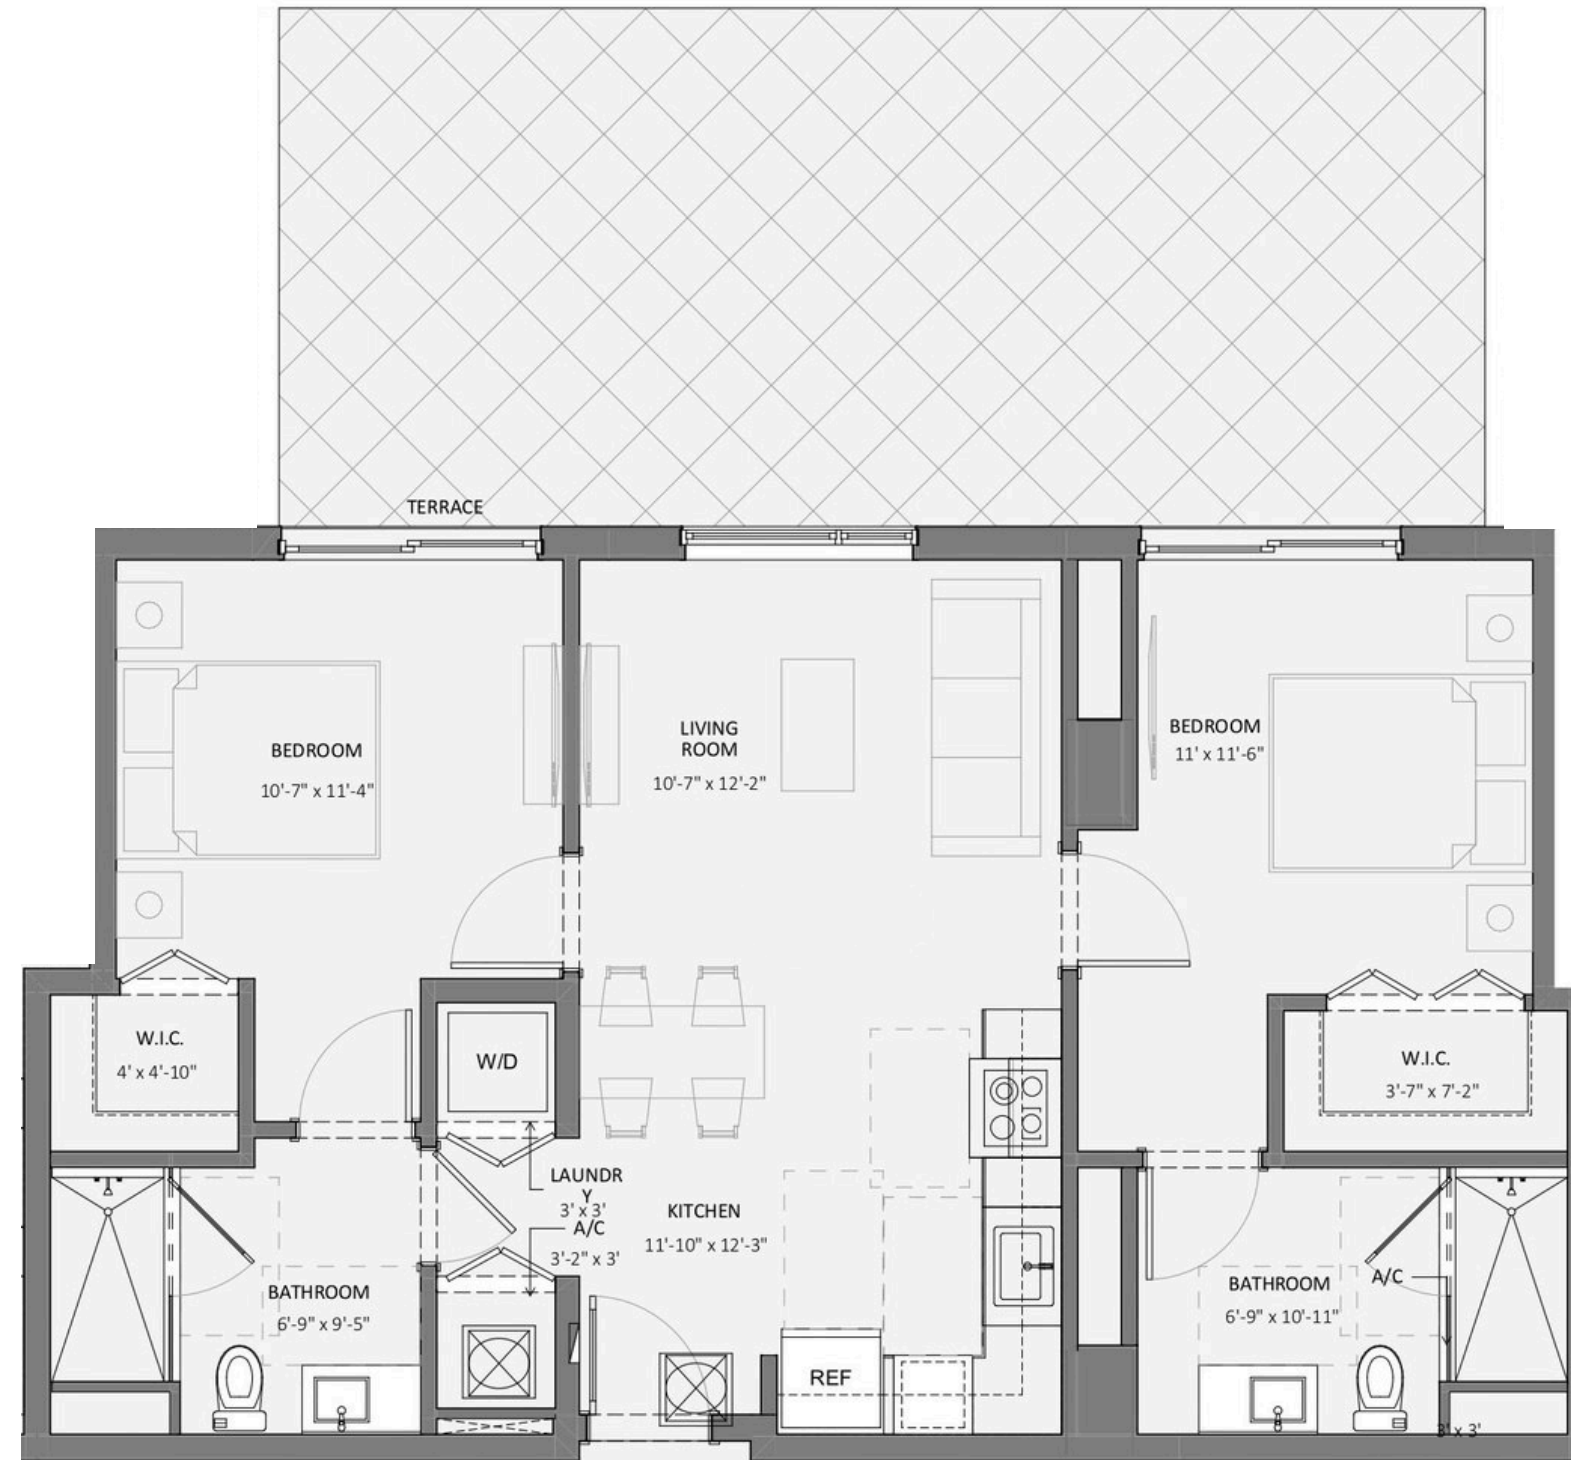 TERRACE
BEDROOM
10'-7" x 11'-4"
LIVING
ROOM
10'-7" x 12'-2"
BEDROOM
11' x 11'-6"
W.I.C.
4' x 4'-10"
W/D
W.I.C.
3'-7" x 7'-2"
LAUNDR
Y
3' x 3'
A/C
3'-2" x 3'
KITCHEN
11'-10" x 12'-3"
BATHROOM
6'-9" x 9'-5"
BATHROOM
6'-9" x 10'-11"
A/C
REF
3' x 3'